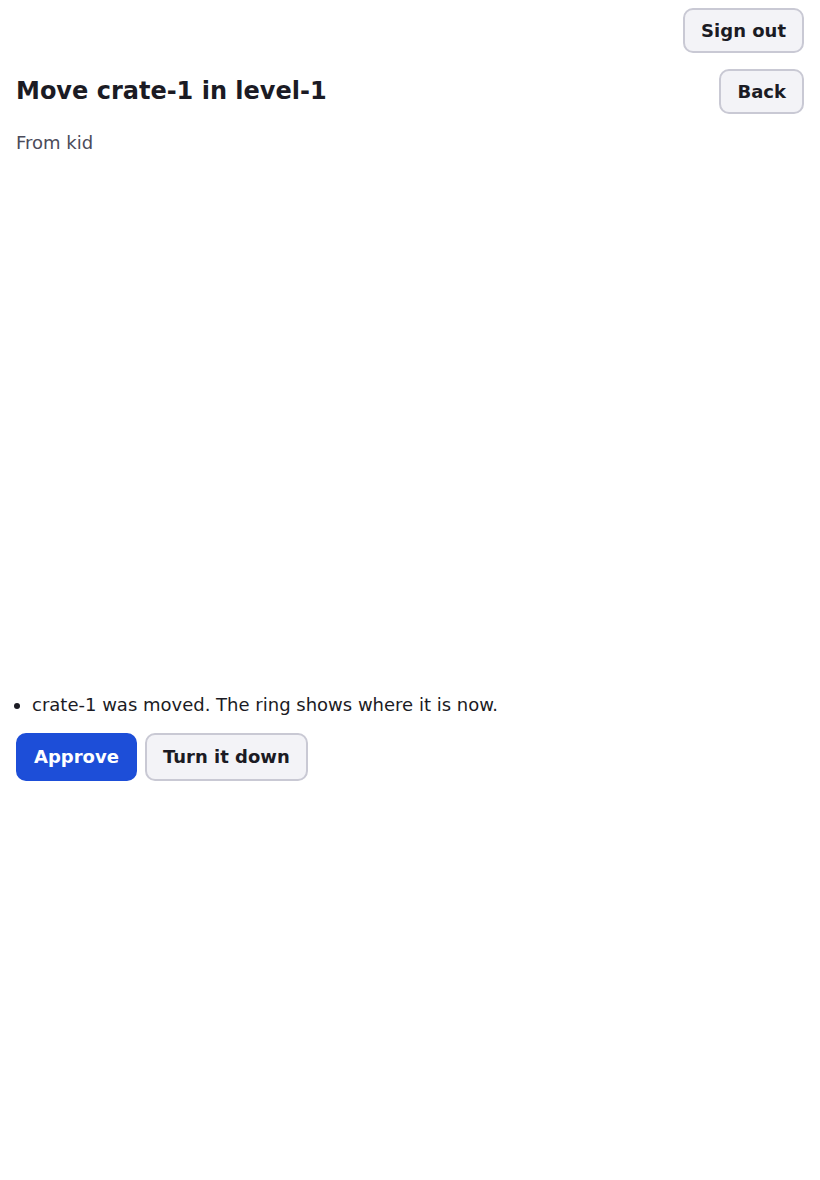 Sign out
Move crate-1 in level-1
Back
From kid
crate-1 was moved. The ring shows where it is now.
Approve
Turn it down